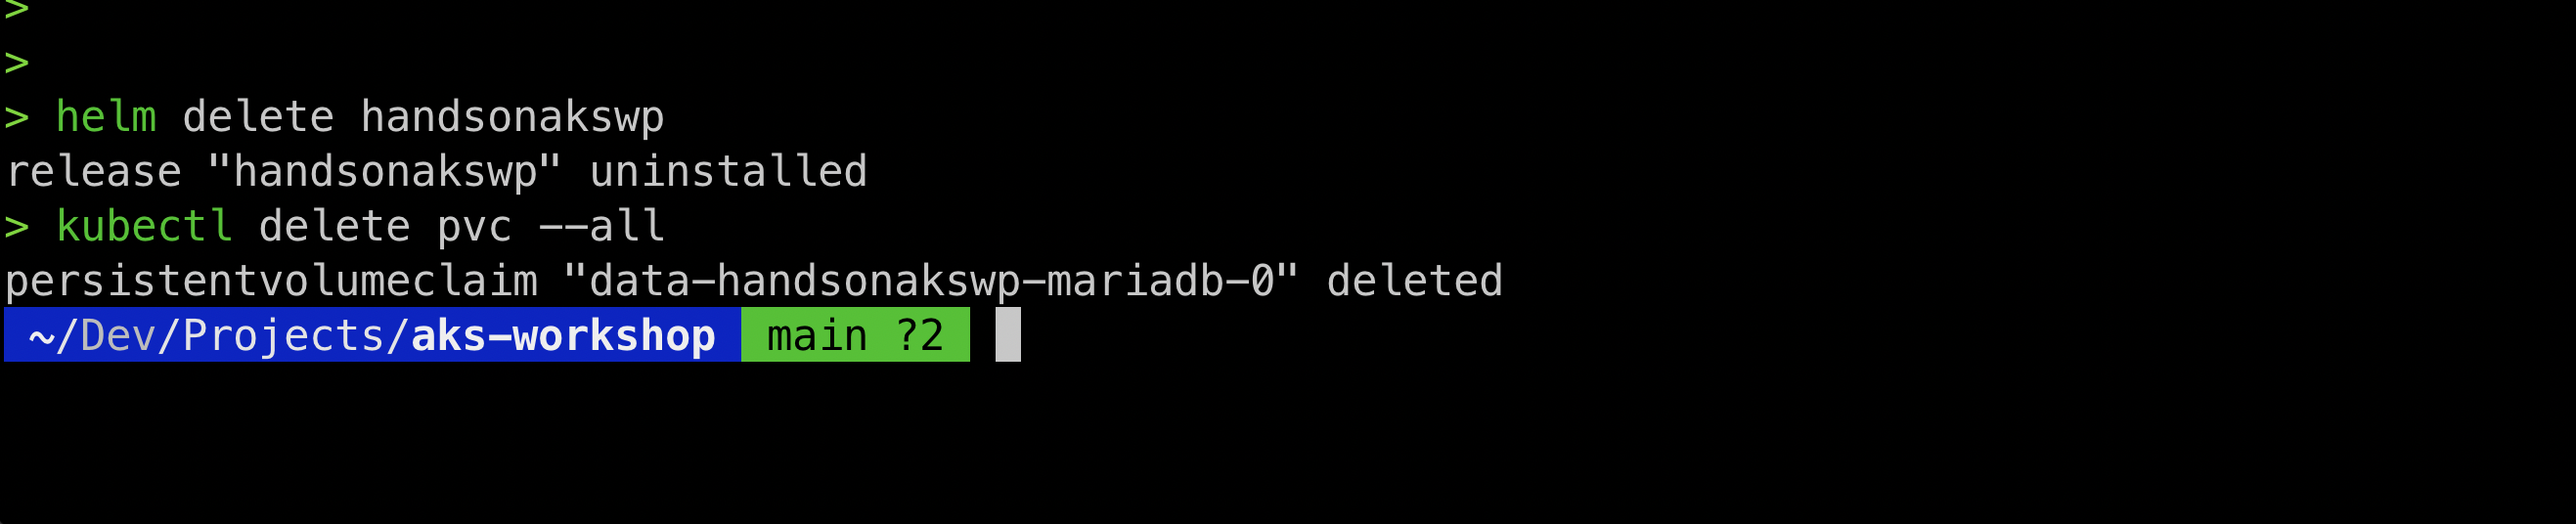 >
>
> helm delete handsonakswp
release "handsonakswp" uninstalled
> kubectl delete pvc --all
persistentvolumeclaim "data-handsonakswp-mariadb-0" deleted
~/Dev/Projects/aks-workshop main ?2